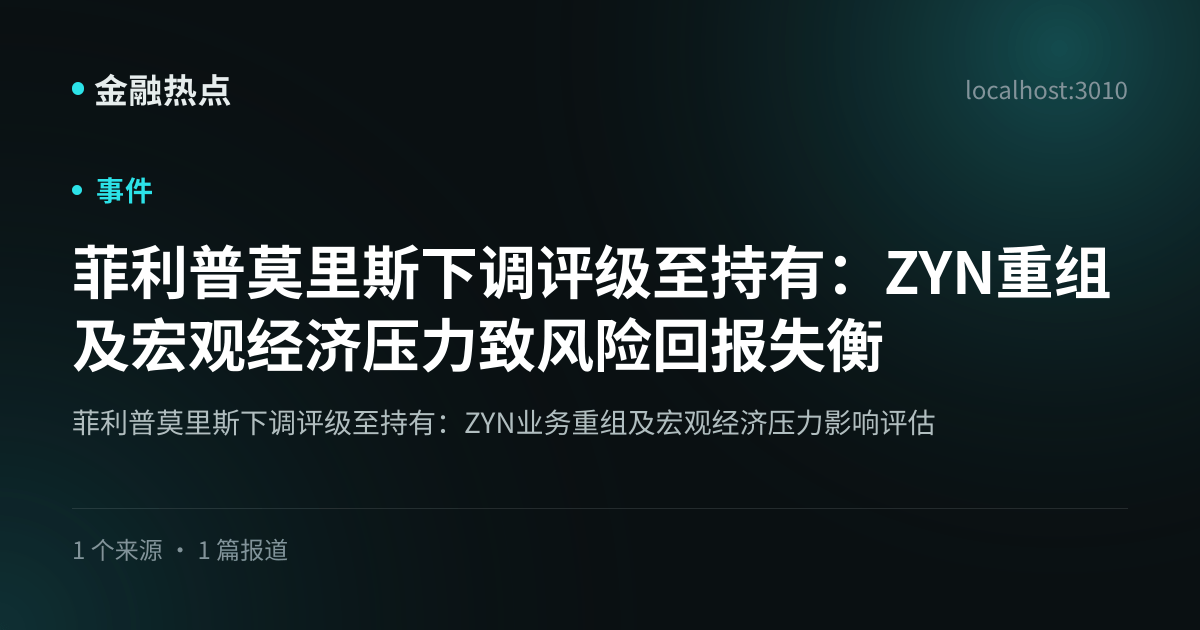 金融热点
localhost:3010
事件
菲利普莫里斯下调评级至持有：ZYN重组
及宏观经济压力致风险回报失衡
菲利普莫里斯下调评级至持有：ZYN业务重组及宏观经济压力影响评估
1 个来源 • 1 篇报道